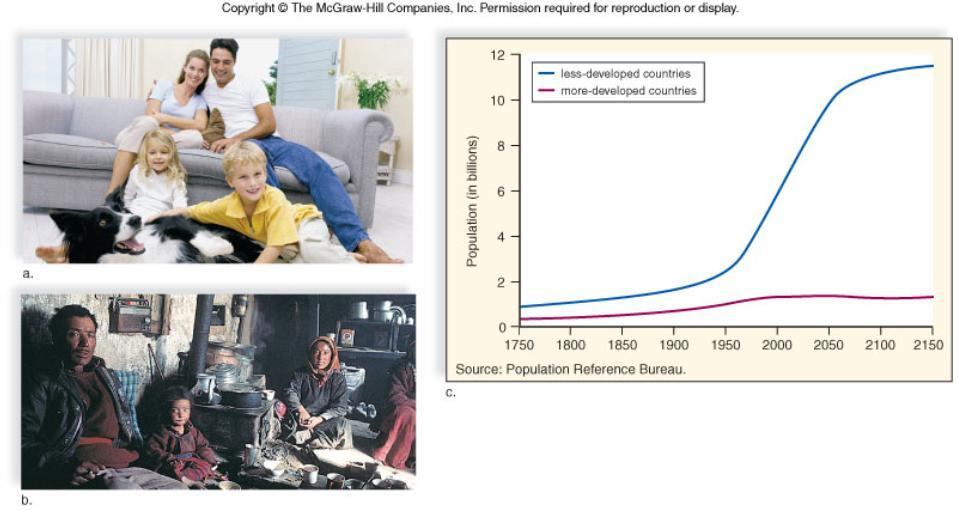 Copyright © The McGraw-Hill Companies, Inc. Permission required for reproduction or display.
a.
b.
12
10
8
6
4
2
0
Population (in billions)
less-developed countries
more-developed countries
1750 1800 1850 1900 1950 2000 2050 2100 2150
Source: Population Reference Bureau.
c.